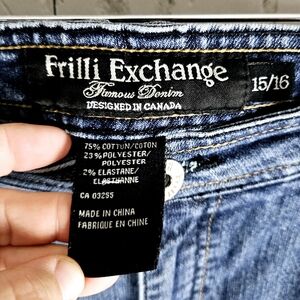 Frilli Exchange
Famous Denim
DESIGNED IN CANADA
15/16
75% COTTON/COTON
23% POLYESTER/
POLYESTER
2% ELASTANE/
ELASTHANNE
CA 03255
MADE IN CHINA
FABRIQUE EN CHINE